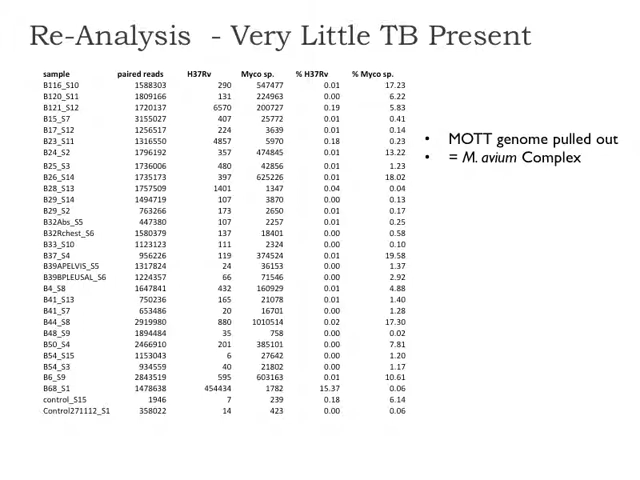 Re-Analysis - Very Little TB Present
sample paired reads H37Rv Myco sp. % H37Rv % Myco sp.
B116_S10 1588303 290 547477 0.01 17.23
B120_S11 1809166 131 224963 0.00 6.22
B121_S12 1720137 6570 200727 0.19 5.83
B15_S7 3155027 407 25772 0.01 0.41
B17_S12 1256517 224 3639 0.01 0.14
B23_S11 1316550 4857 5970 0.18 0.23
B24_S2 1796192 357 474845 0.01 13.22
B25_S3 1736006 480 42856 0.01 1.23
B26_S14 1735173 397 625226 0.01 18.02
B28_S13 1757509 1401 1347 0.04 0.04
B29_S14 1494719 107 3870 0.00 0.13
B29_S2 763266 173 2650 0.01 0.17
B32Abs_S5 447380 107 2257 0.01 0.25
B32Rchest_S6 1580379 137 18401 0.00 0.58
B33_S10 1123123 111 2324 0.00 0.10
B37_S4 956226 119 374524 0.01 19.58
B39APELVIS_S5 1317824 24 36153 0.00 1.37
B39BPLEUSAL_S6 1224357 66 71546 0.00 2.92
B4_S8 1647841 432 160929 0.01 4.88
B41_S13 750236 165 21078 0.01 1.40
B41_S7 653486 20 16701 0.00 1.28
B44_S8 2919980 880 1010514 0.02 17.30
B48_S9 1894484 35 758 0.00 0.02
B50_S4 2466910 201 385101 0.00 7.81
B54_S15 1153043 6 27642 0.00 1.20
B54_S3 934559 40 21802 0.00 1.17
B6_S9 2843519 595 603163 0.01 10.61
B68_S1 1478638 454434 1782 15.37 0.06
control_S15 1946 7 239 0.18 6.14
Control271112_S1 358022 14 423 0.00 0.06
• MOTT genome pulled out
• = M. avium Complex